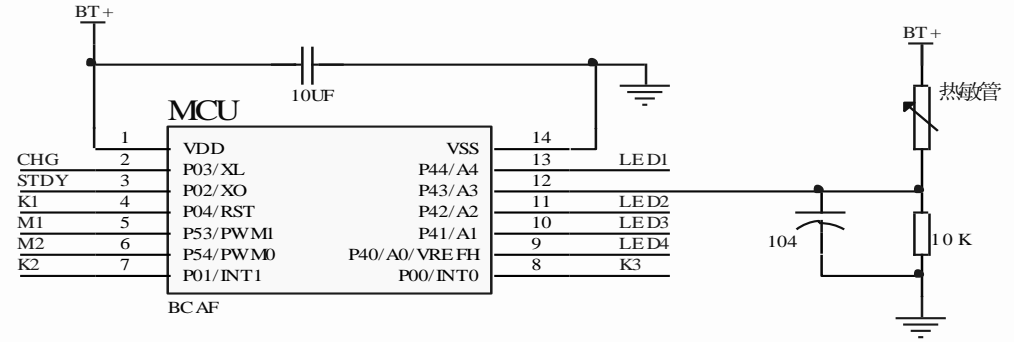 BT+
BT+
热敏管
10UF
MCU
1 VDD VSS 14
CHG 2 P03/XL P44/A4 13 LED1
STDY 3 P02/XO P43/A3 12
K1 4 P04/RST P42/A2 11 LED2
M1 5 P53/PWM1 P41/A1 10 LED3
M2 6 P54/PWM0 P40/A0/VREFH 9 LED4
K2 7 P01/INT1 P00/INT0 8 K3
104
10K
BCAF